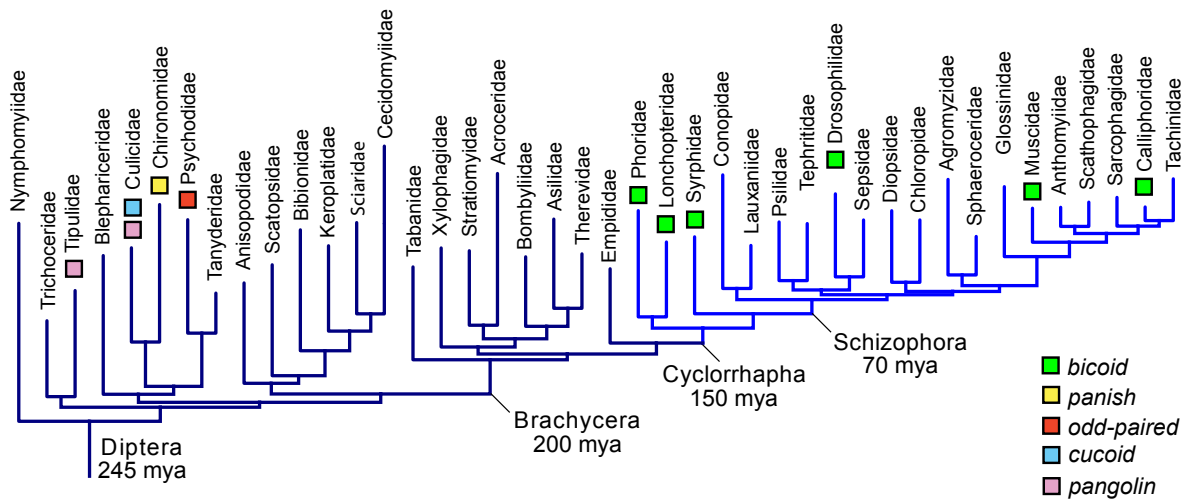 Nymphomyiidae
Trichoceridae
Tipulidae
Blephariceridae
Culicidae
Chironomidae
Psychodidae
Tanyderidae
Anisopodidae
Scatopsidae
Bibionidae
Keroplatidae
Sciaridae
Cecidomyiidae
Tabanidae
Xylophagidae
Stratiomyidae
Acroceridae
Bombyliidae
Asilidae
Therevidae
Empididae
Phoridae
Lonchopteridae
Syrphidae
Conopidae
Lauxaniidae
Psilidae
Tephritidae
Drosophilidae
Sepsidae
Diopsidae
Chloropidae
Agromyzidae
Sphaeroceridae
Glossinidae
Muscidae
Anthomyiidae
Scathophagidae
Sarcophagidae
Calliphoridae
Tachinidae
Diptera
245 mya
Brachycera
200 mya
Cyclorrhapha
150 mya
Schizophora
70 mya
bicoid
panish
odd-paired
cucoid
pangolin